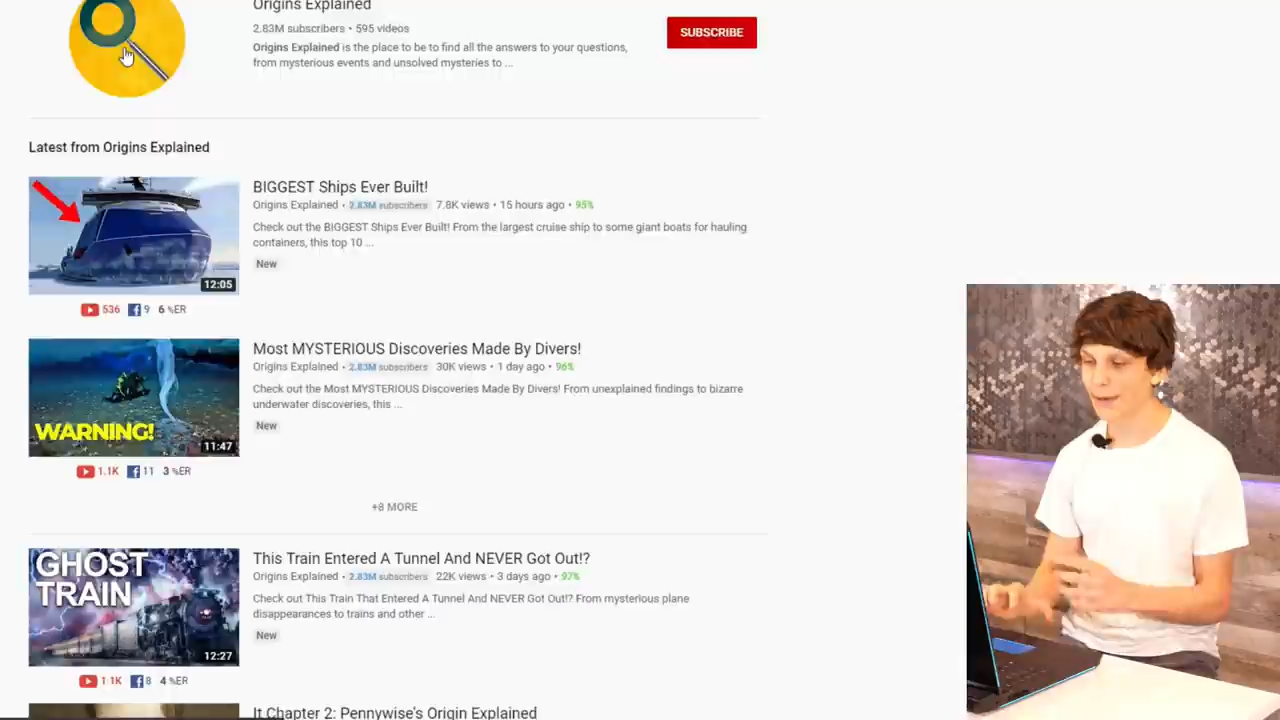 Origins Explained
2.83M subscribers • 595 videos
SUBSCRIBE
Origins Explained is the place to be to find all the answers to your questions,
from mysterious events and unsolved mysteries to ...
Latest from Origins Explained
BIGGEST Ships Ever Built!
Origins Explained • 2.83M subscribers 7.8K views • 15 hours ago • 95%
Check out the BIGGEST Ships Ever Built! From the largest cruise ship to some giant boats for hauling
containers, this top 10 ...
New
12:05
536 9 6 %ER
Most MYSTERIOUS Discoveries Made By Divers!
Origins Explained • 2.83M subscribers 30K views • 1 day ago • 96%
Check out the Most MYSTERIOUS Discoveries Made By Divers! From unexplained findings to bizarre
underwater discoveries, this ...
New
WARNING!
11:47
1.1K 11 3 %ER
+8 MORE
GHOST
TRAIN
12:27
This Train Entered A Tunnel And NEVER Got Out!?
Origins Explained • 2.83M subscribers 22K views • 3 days ago • 97%
Check out This Train That Entered A Tunnel And NEVER Got Out!? From mysterious plane
disappearances to trains and other ...
New
1.1K 8 4 %ER
It Chapter 2: Pennywise's Origin Explained